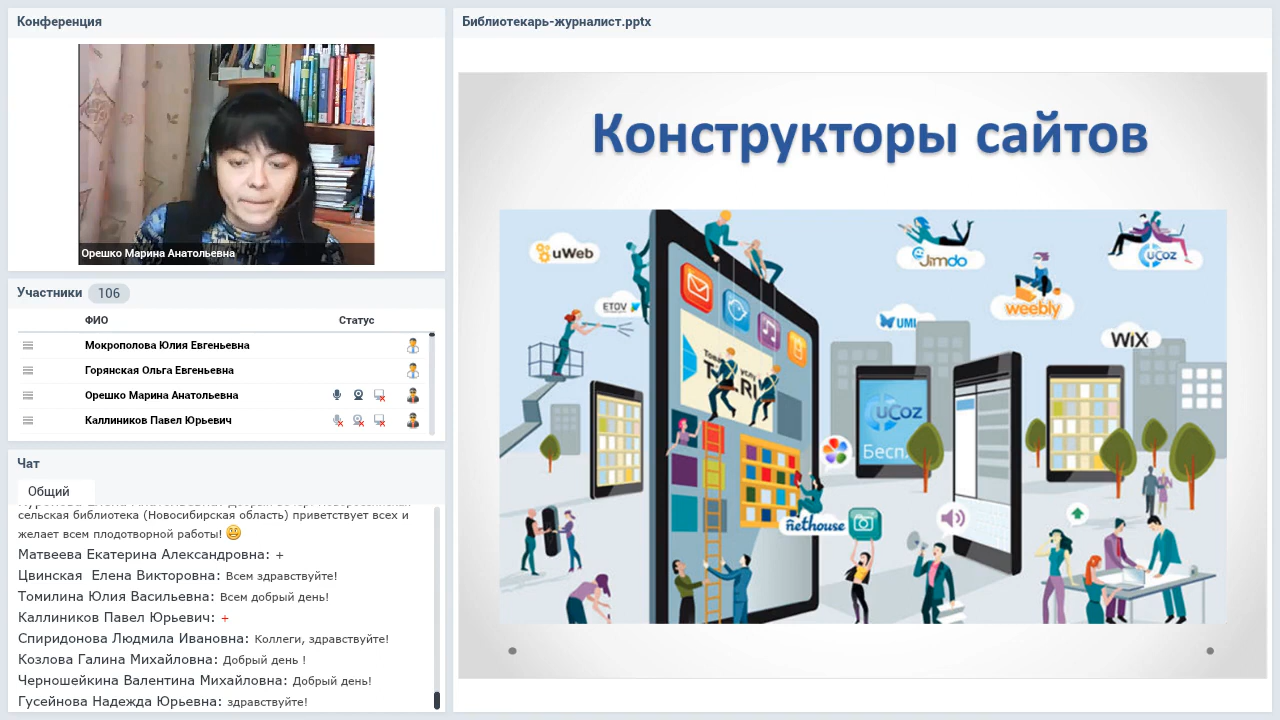 Конференция
Орешко Марина Анатольевна
Участники 106
ФИО Статус
Мокрополова Юлия Евгеньевна
Горянская Ольга Евгеньевна
Орешко Марина Анатольевна
Каллиников Павел Юрьевич
Чат
Общий
сельская библиотека (Новосибирская область) приветствует всех и
желает всем плодотворной работы!
Матвеева Екатерина Александровна: +
Цвинская Елена Викторовна: Всем здравствуйте!
Томилина Юлия Васильевна: Всем добрый день!
Каллиников Павел Юрьевич: +
Спиридонова Людмила Ивановна: Коллеги, здравствуйте!
Козлова Галина Михайловна: Добрый день !
Черношейкина Валентина Михайловна: Добрый день!
Гусейнова Надежда Юрьевна: здравствуйте!
Библиотекарь-журналист.pptx
Конструкторы сайтов
uWeb
Jimdo
uCoz
ETOV
weebly
UMI
WiX
uCoz
Беспл
nethouse